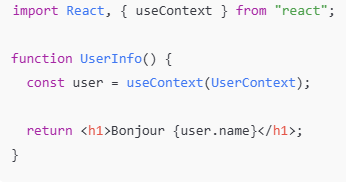 import React, { useContext } from "react";
function UserInfo() {
const user = useContext(UserContext);
return <h1>Bonjour {user.name}</h1>;
}